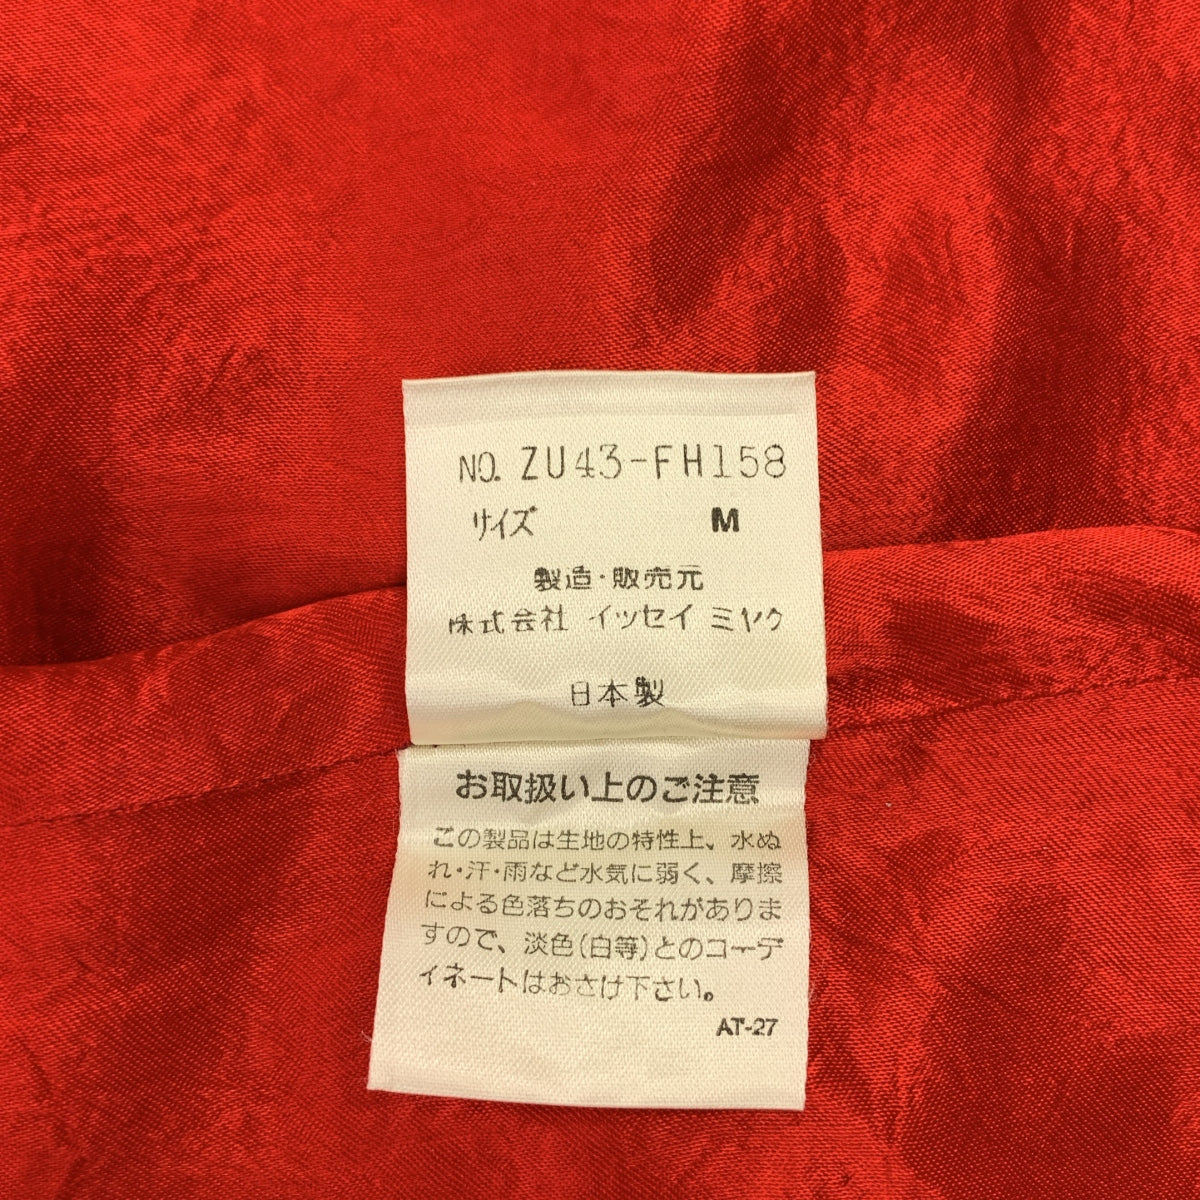 NO. ZU43-FH158
サイズ M
製造・販売元
株式会社 イッセイ ミヤケ
日本製
お取扱い上のご注意
この製品は生地の特性上、水ぬ
れ・汗・雨など水気に弱く、摩擦
による色落ちのおそれがありま
すので、淡色(白等)とのコーデ
ィネートはおさけ下さい。
AT-27